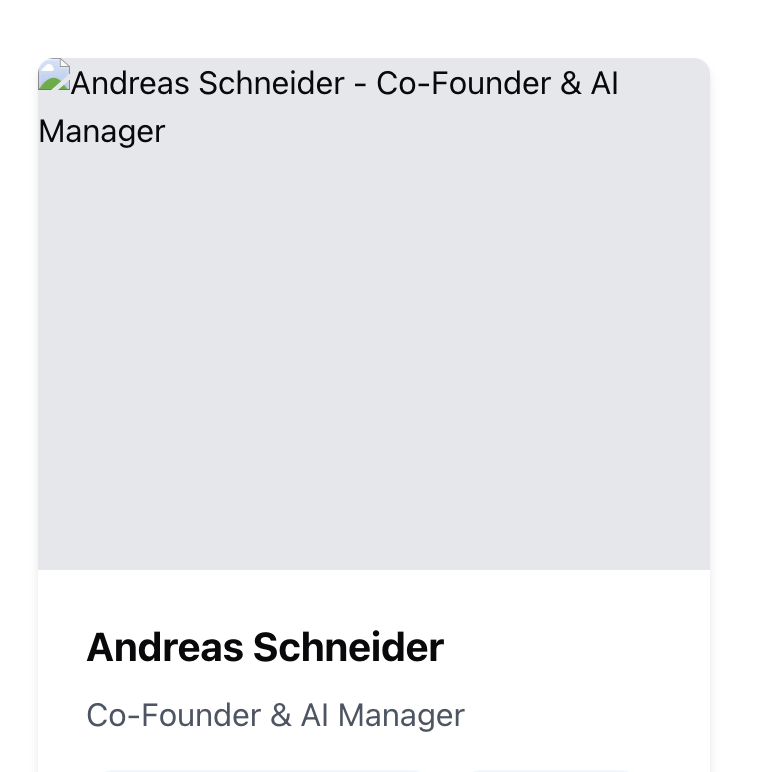 Andreas Schneider - Co-Founder & AI
Manager
Andreas Schneider
Co-Founder & AI Manager